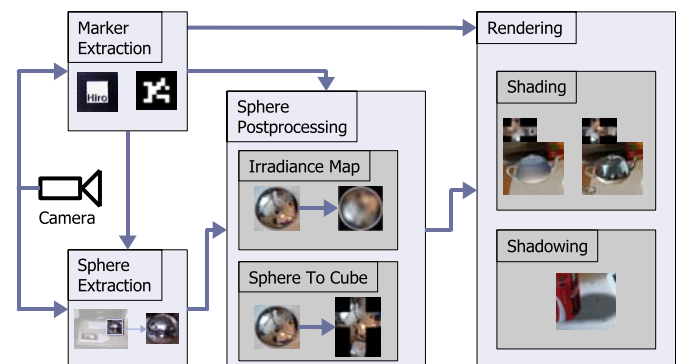 Marker
Extraction
Hiro
Camera
Sphere
Extraction
Sphere
Postprocessing
Irradiance Map
Sphere To Cube
Rendering
Shading
Shadowing